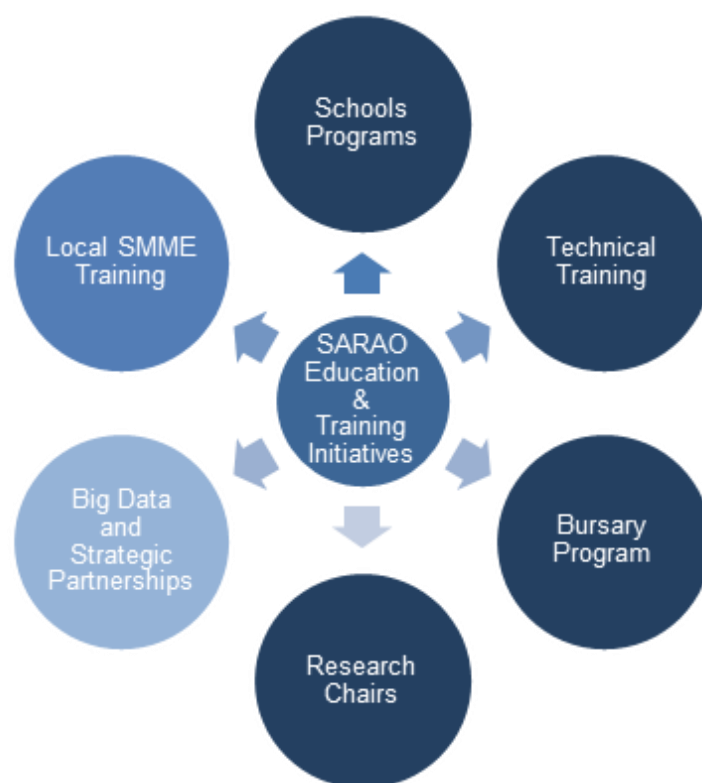 Schools
Programs
Local SMME
Training
Technical
Training
SARAO
Education
&
Training
Initiatives
Big Data
and
Strategic
Partnerships
Bursary
Program
Research
Chairs